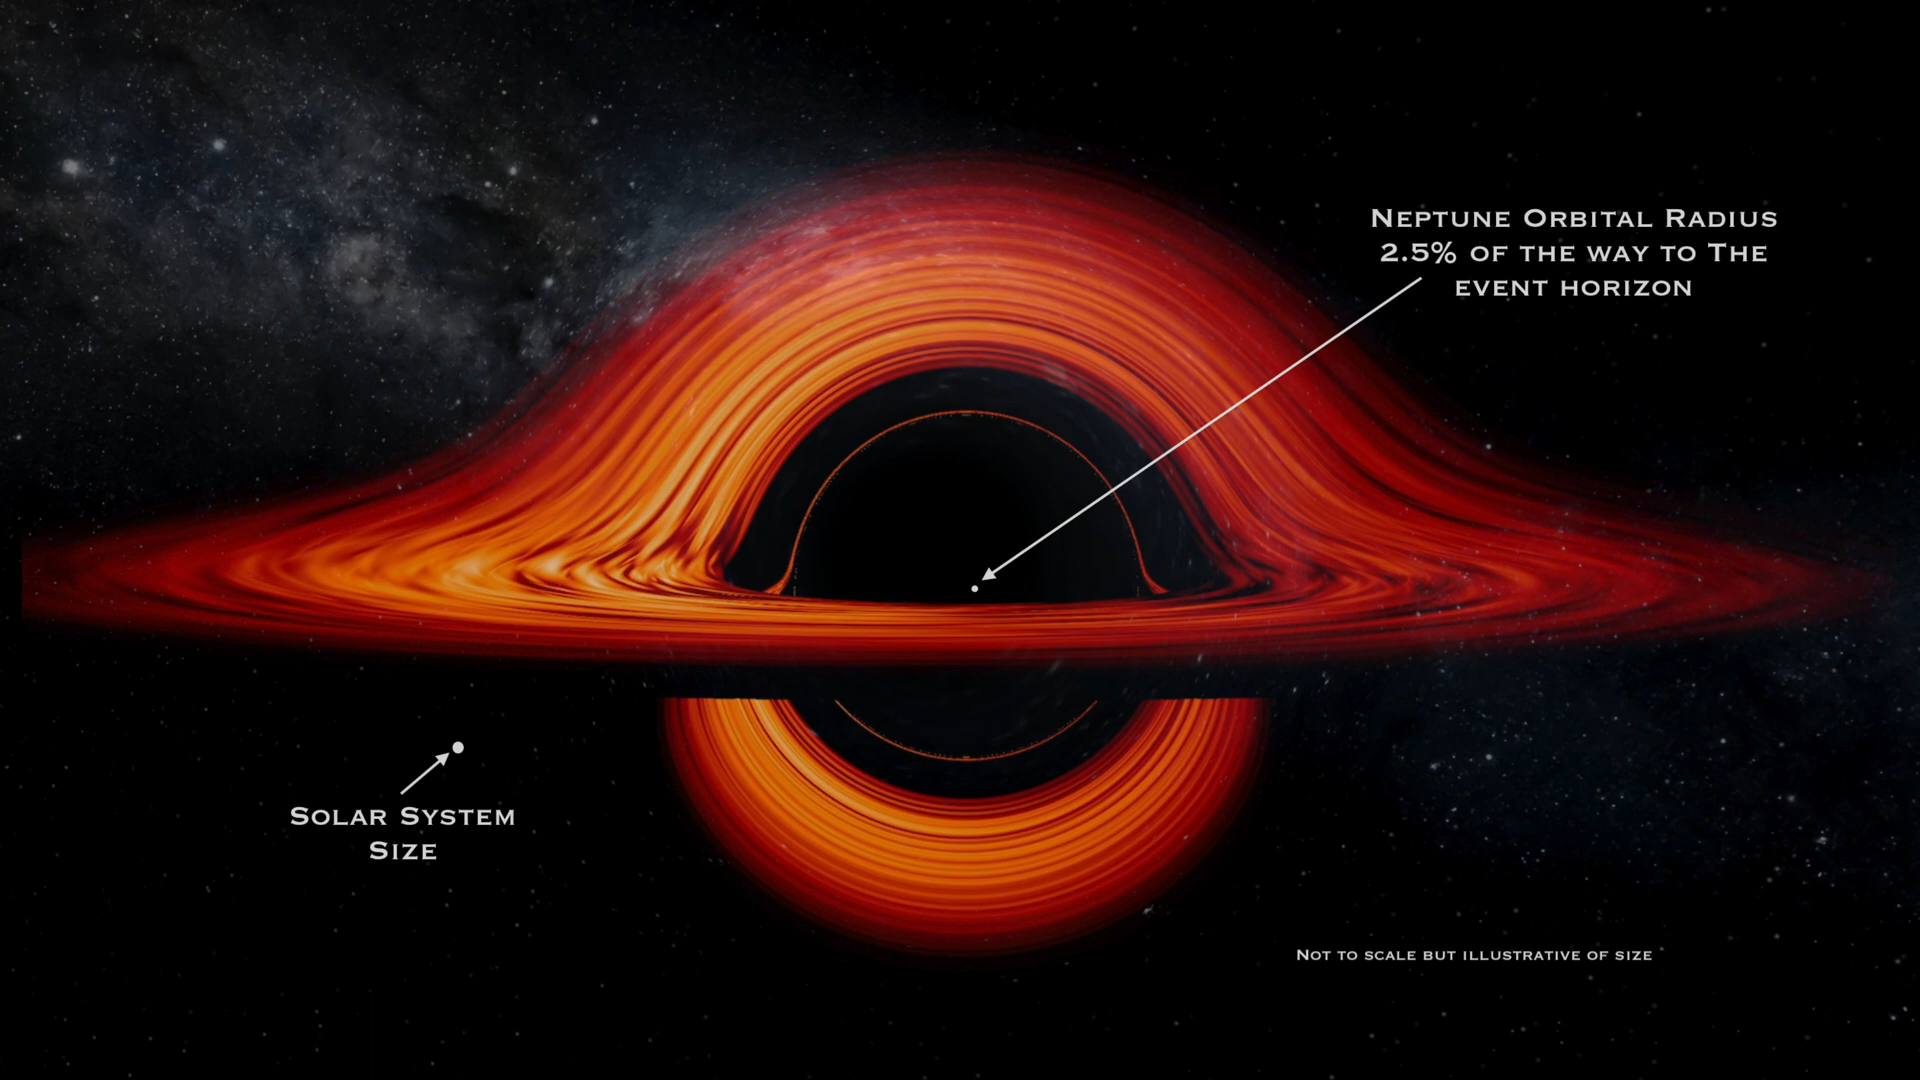 Neptune Orbital Radius
2.5% of the way to The
event horizon
Solar System
Size
Not to scale but illustrative of size